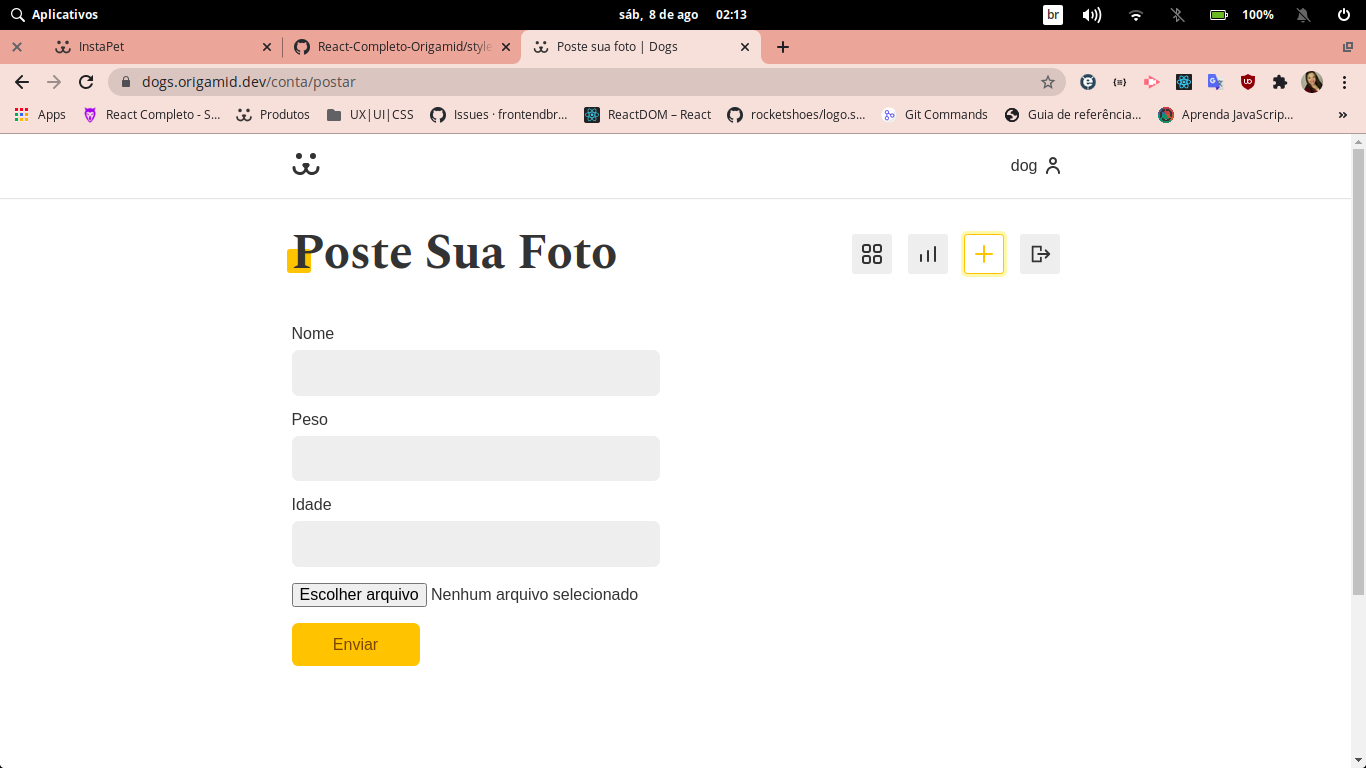 Aplicativos sáb, 8 de ago 02:13 br 100%
InstaPet React-Completo-Origamid/style Poste sua foto | Dogs
dogs.origamid.dev/conta/postar
Apps React Completo - S... Produtos UX|UI|CSS Issues · frontendbr... ReactDOM – React rocketshoes/logo.s... Git Commands Guia de referência... Aprenda JavaScrip... »
dog
Poste Sua Foto
Nome
Peso
Idade
Escolher arquivo Nenhum arquivo selecionado
Enviar